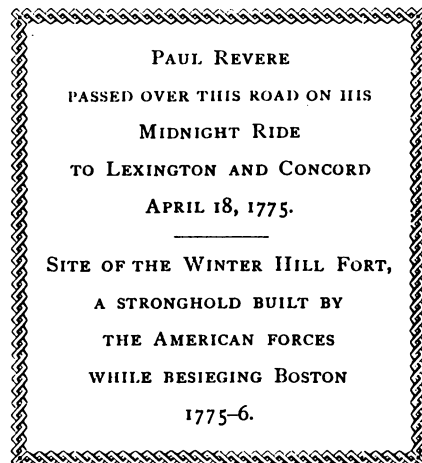 PAUL REVERE
PASSED OVER THIS ROAD ON HIS
MIDNIGHT RIDE
TO LEXINGTON AND CONCORD
APRIL 18, 1775.
SITE OF THE WINTER HILL FORT,
A STRONGHOLD BUILT BY
THE AMERICAN FORCES
WHILE BESIEGING BOSTON
1775–6.